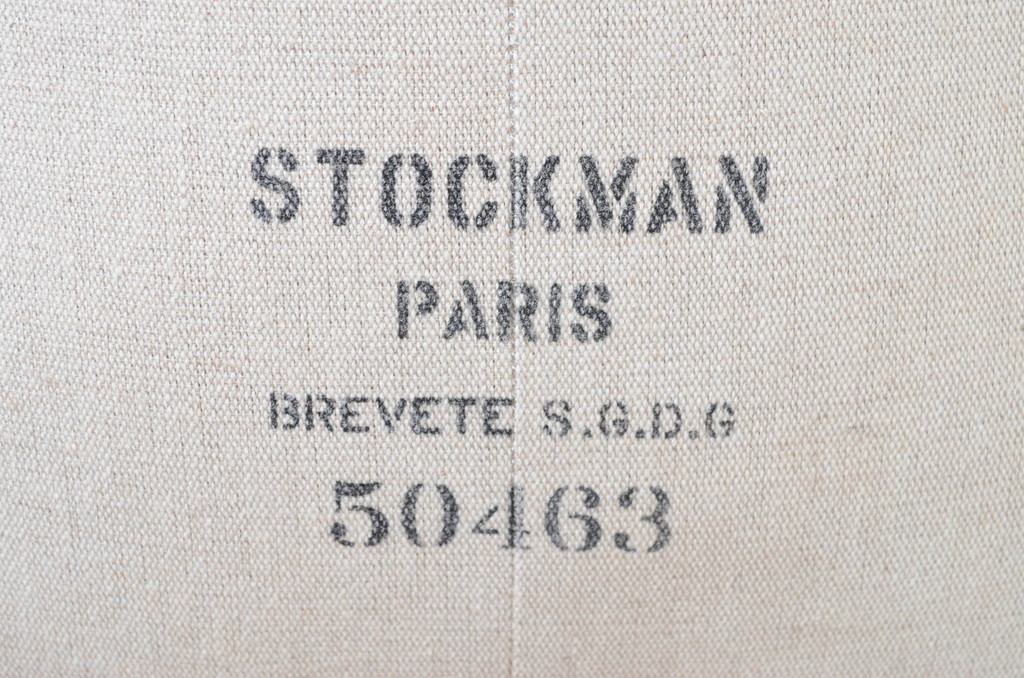 STOCKMAN
PARIS
BREVETE S.G.D.G
50463